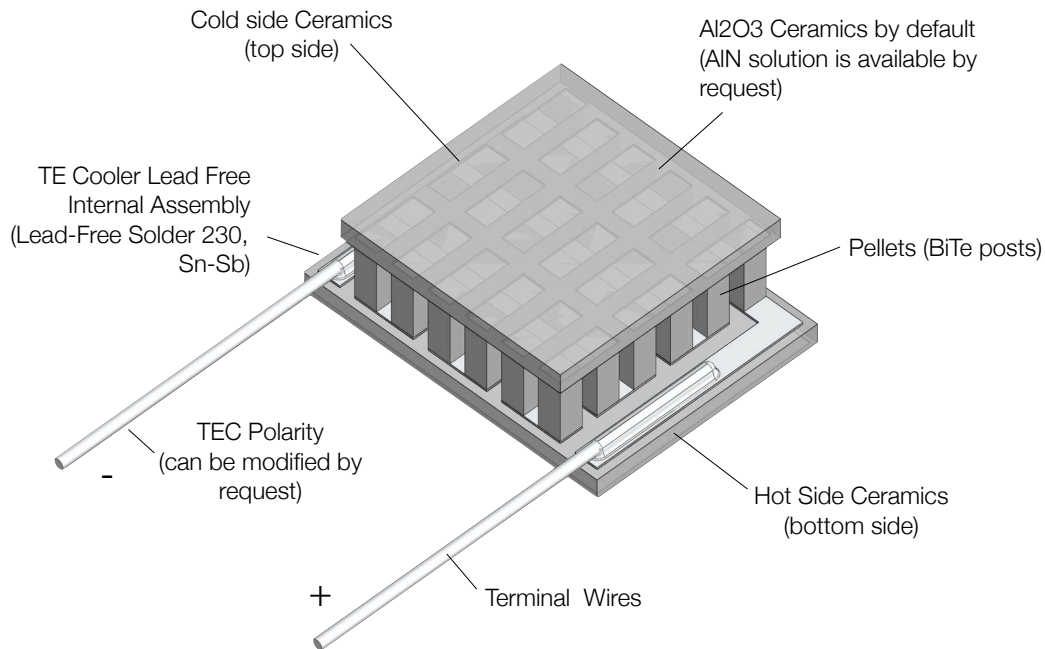 Cold side Ceramics
(top side)
Al2O3 Ceramics by default
(AlN solution is available by
request)
TE Cooler Lead Free
Internal Assembly
(Lead-Free Solder 230,
Sn-Sb)
Pellets (BiTe posts)
TEC Polarity
(can be modified by
request)
-
Hot Side Ceramics
(bottom side)
+
Terminal Wires